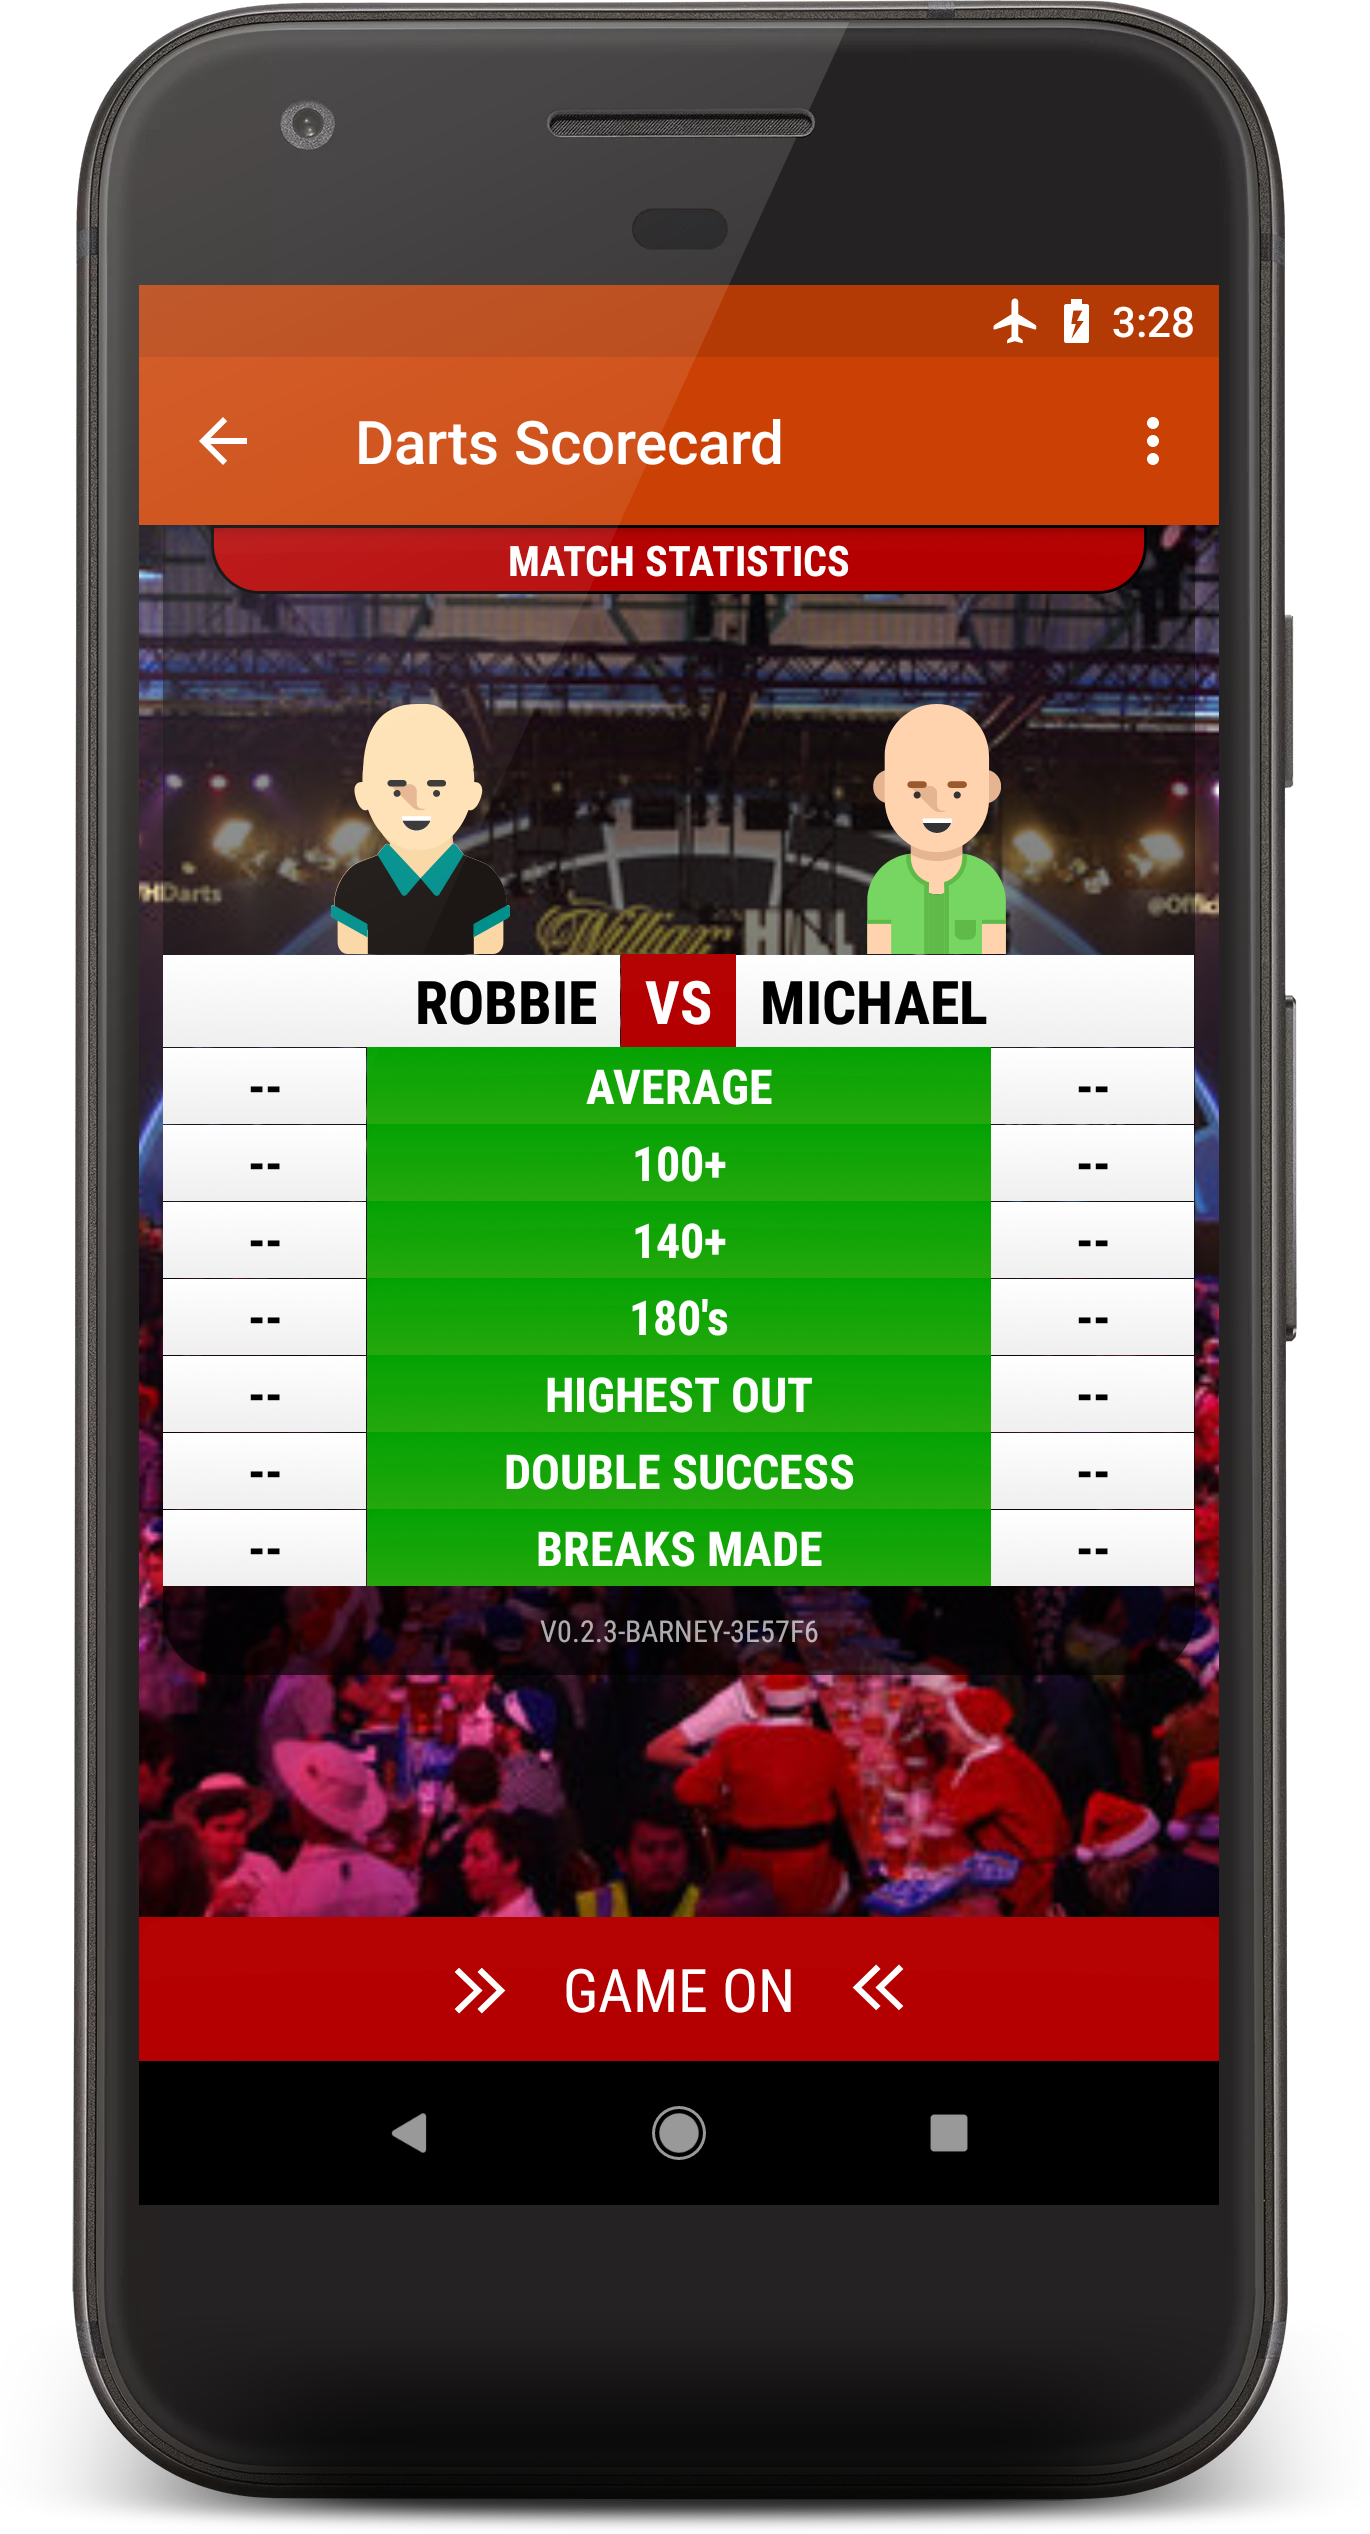 3:28
Darts Scorecard
MATCH STATISTICS
HDarts
@Offic
William HILL
ROBBIE VS MICHAEL
-- AVERAGE --
-- 100+ --
-- 140+ --
-- 180's --
-- HIGHEST OUT --
-- DOUBLE SUCCESS --
-- BREAKS MADE --
V0.2.3-BARNEY-3E57F6
>> GAME ON <<